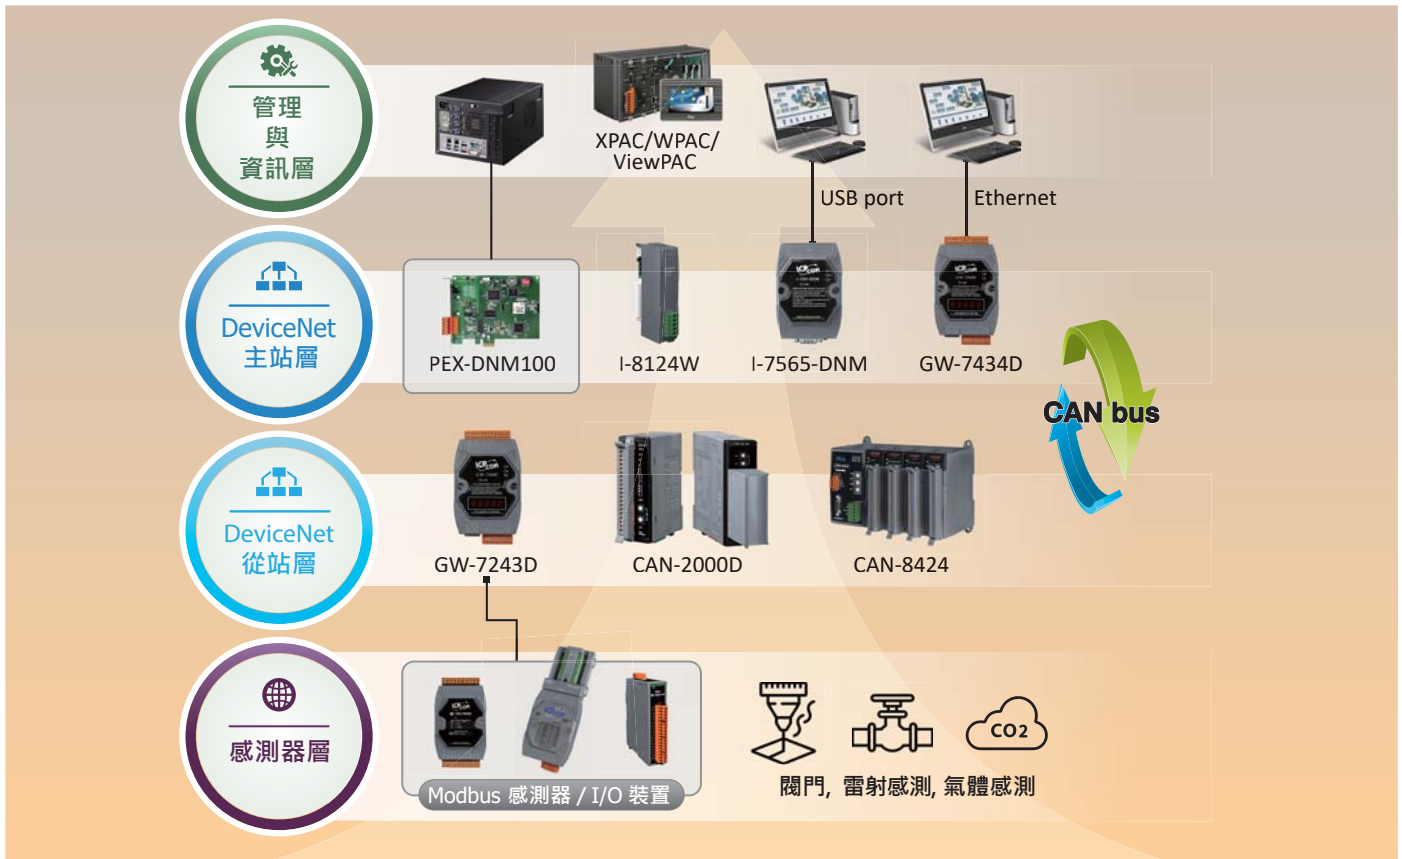 管理
與
資訊層
XPAC/WPAC/
ViewPAC
USB port
Ethernet
DeviceNet
主站層
PEX-DNM100
I-8124W
I-7565-DNM
GW-7434D
CAN bus
DeviceNet
從站層
GW-7243D
CAN-2000D
CAN-8424
感測器層
Modbus 感測器 / I/O 裝置
CO2
閥門, 雷射感測, 氣體感測